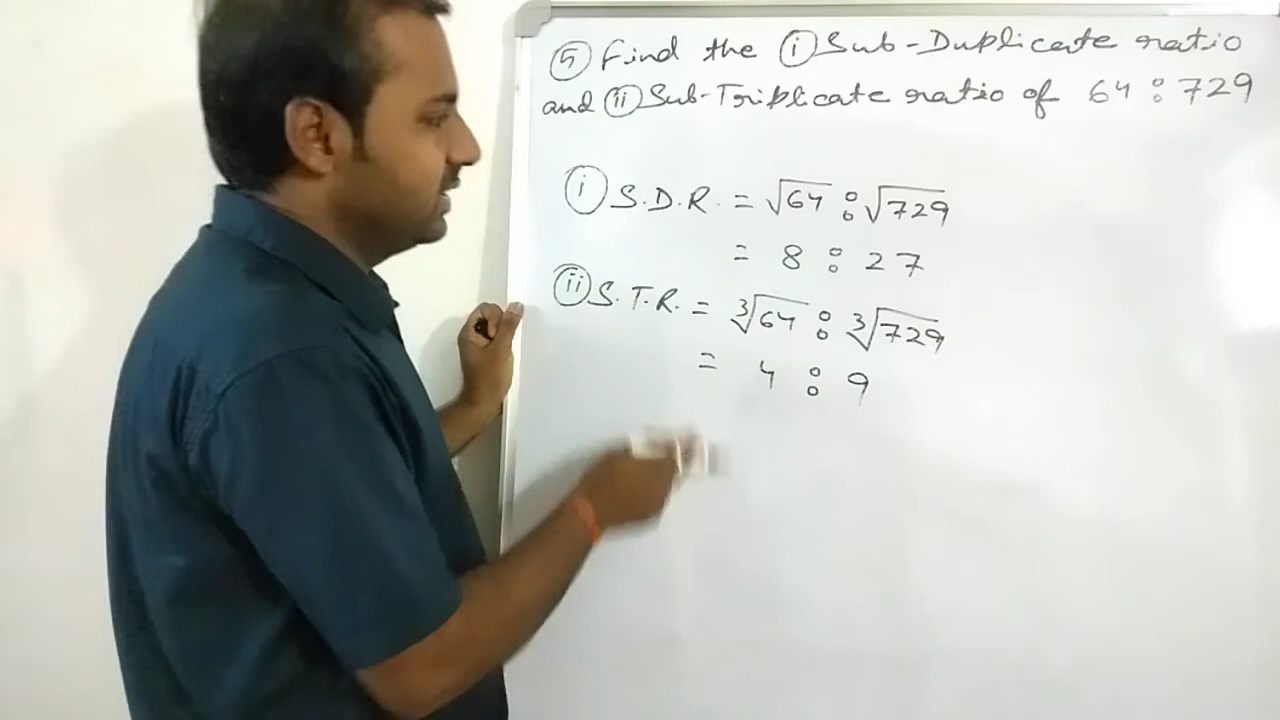 ⑤ Find the ⓘ Sub-Duplicate ratio
and ⓘⓘ Sub-Triplicate ratio of 64 : 729
ⓘ S.D.R. = √64 : √729
= 8 : 27
ⓘⓘ S.T.R. = ∛64 : ∛729
= 4 : 9